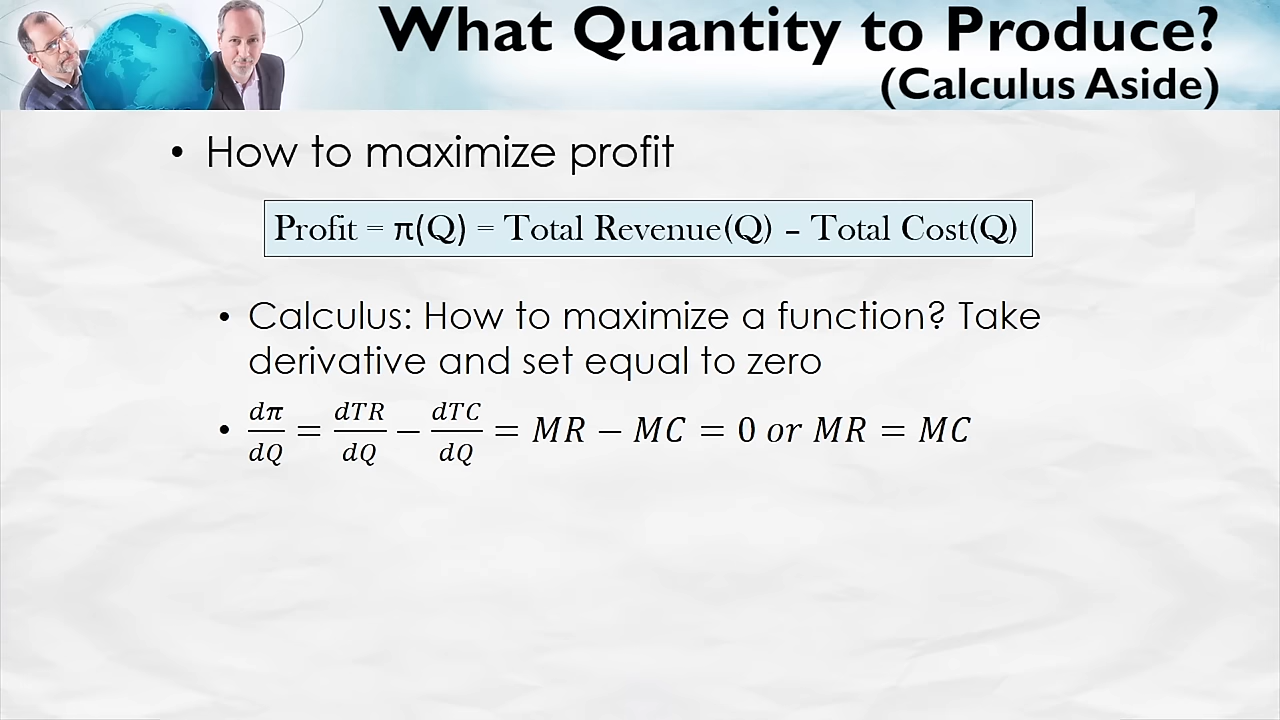 What Quantity to Produce?
(Calculus Aside)
• How to maximize profit
Profit = π(Q) = Total Revenue(Q) – Total Cost(Q)
• Calculus: How to maximize a function? Take
derivative and set equal to zero
• dπ/dQ = dTR/dQ − dTC/dQ = MR − MC = 0 or MR = MC